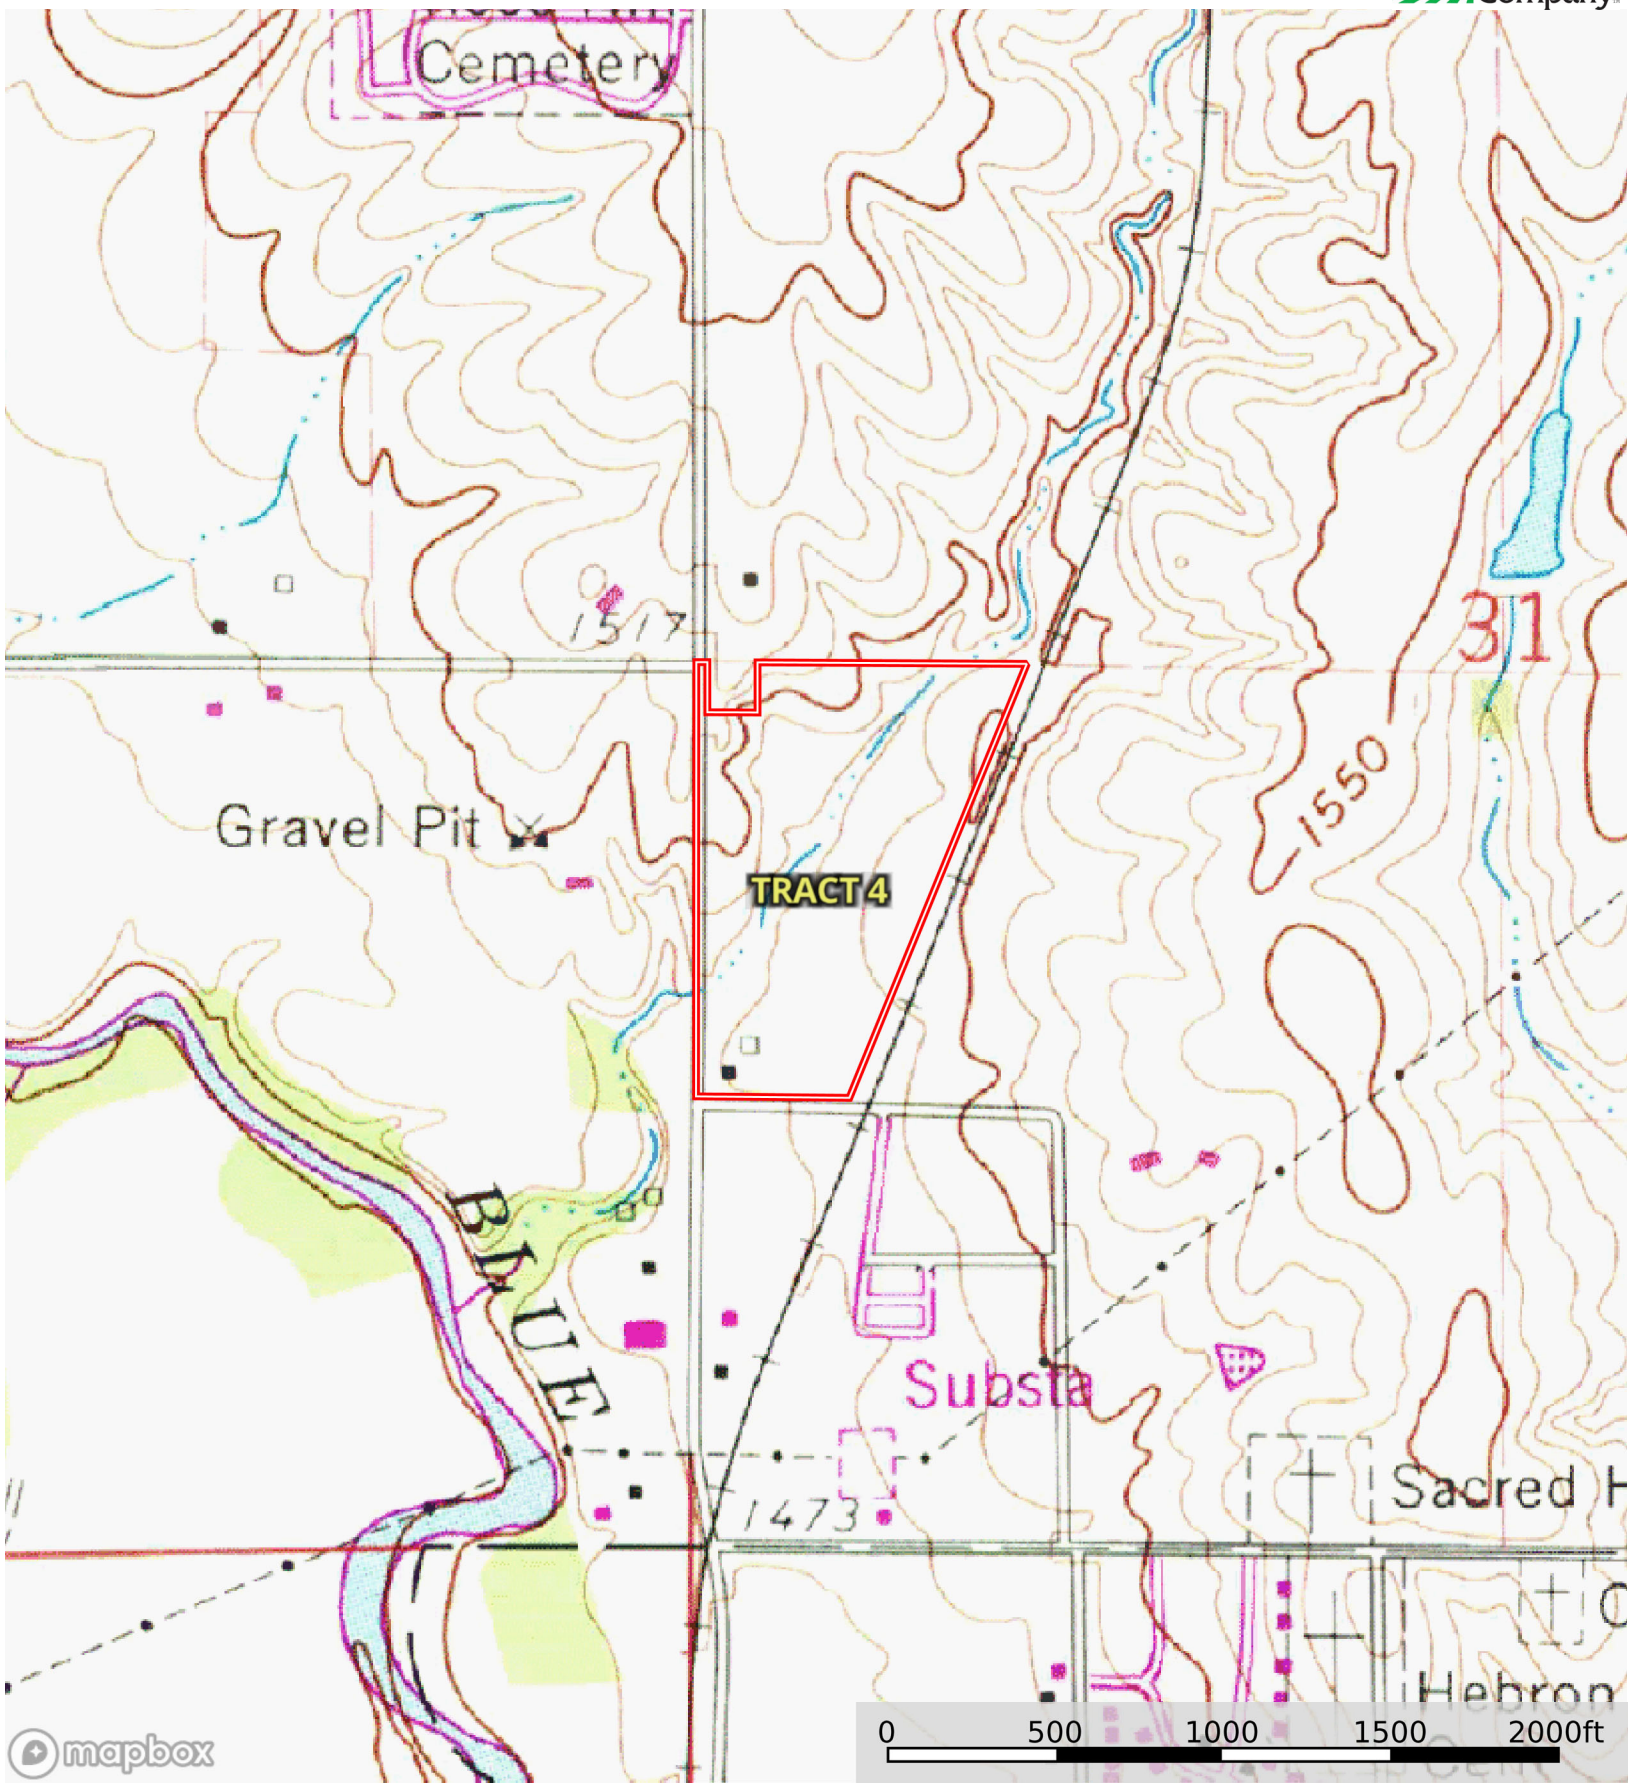 Company
Cemetery
1517
31
Gravel Pit
1550
TRACT 4
BLUE
Substa
Sacred H
1473
Hebron
0 500 1000 1500 2000ft
mapbox